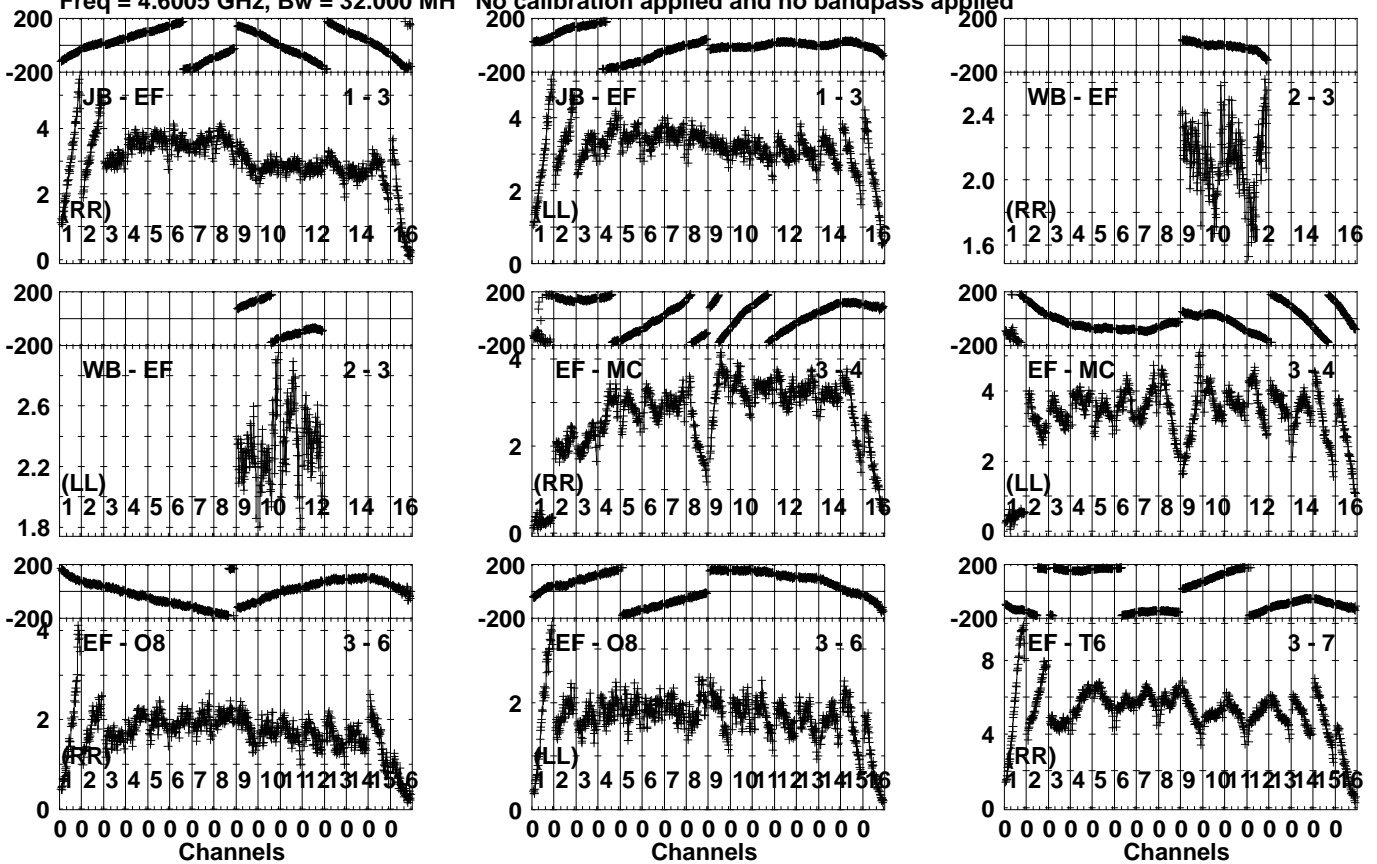 Freq = 4.6005 GHz, Bw = 32.000 MH No calibration applied and no bandpass applied
200
-200
JB - EF 1 - 3
4
2
0
(RR)
1 2 3 4 5 6 7 8 9 10 12 14 16
200
-200
JB - EF 1 - 3
4
2
0
(LL)
1 2 3 4 5 6 7 8 9 10 12 14 16
200
-200
WB - EF 2 - 3
2.4
2.0
1.6
(RR)
1 2 3 4 5 6 7 8 9 10 12 14 16
200
-200
WB - EF 2 - 3
2.6
2.2
1.8
(LL)
1 2 3 4 5 6 7 8 9 10 12 14 16
200
-200
EF - MC 3 - 4
4
2
0
(RR)
1 2 3 4 5 6 7 8 9 10 12 14 16
200
-200
EF - MC 3 - 4
4
2
0
(LL)
1 2 3 4 5 6 7 8 9 10 12 14 16
200
-200
EF - O8 3 - 6
4
2
0
(RR)
1 2 3 4 5 6 7 8 9 10 11 12 13 14 15 16
200
-200
EF - O8 3 - 6
2
0
(LL)
1 2 3 4 5 6 7 8 9 10 12 13 14 15 16
200
-200
EF - T6 3 - 7
8
4
0
(RR)
1 2 3 4 5 6 7 8 9 10 11 12 13 14 15 16
0 0 0 0 0 0 0 0 0 0 0 0 0 0 0 0
Channels
0 0 0 0 0 0 0 0 0 0 0 0 0 0 0 0
Channels
0 0 0 0 0 0 0 0 0 0 0 0 0 0 0 0
Channels